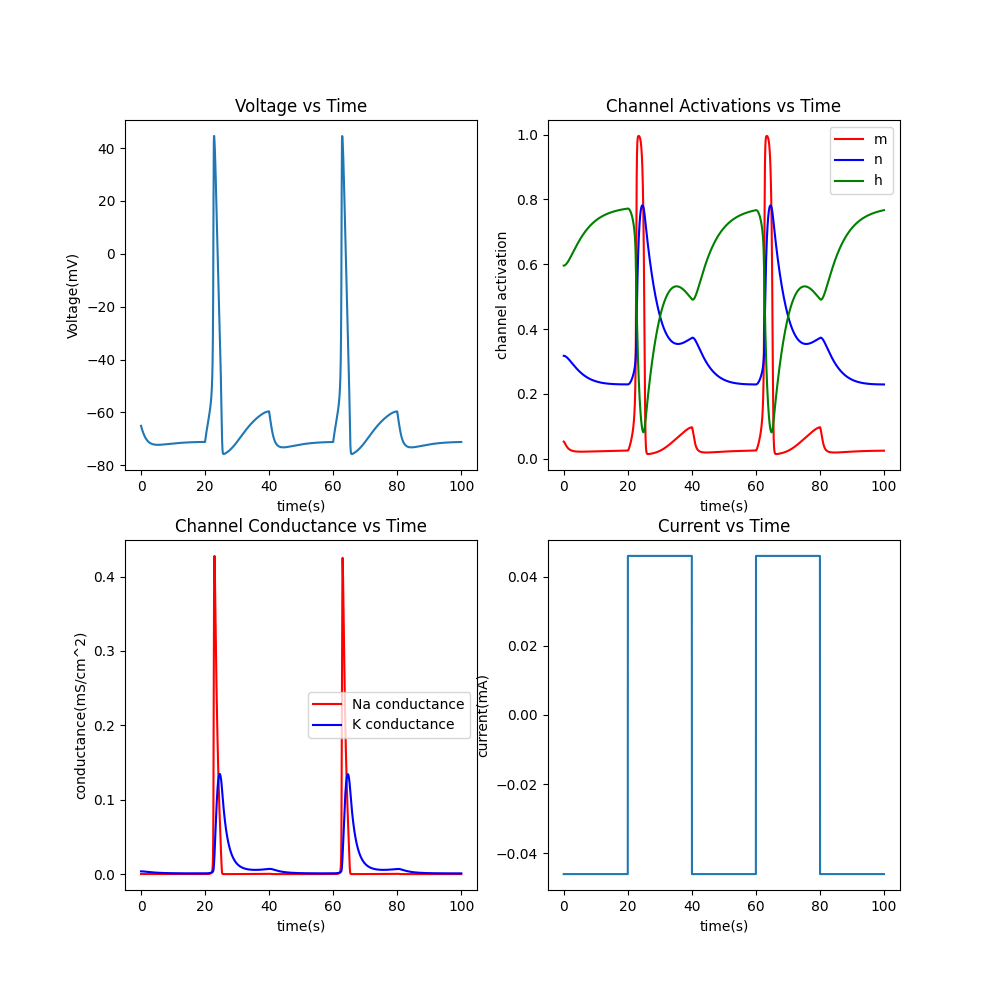 Voltage vs Time
Voltage(mV)
40
20
0
−20
−40
−60
−80
0 20 40 60 80 100
time(s)
Channel Activations vs Time
channel activation
1.0
0.8
0.6
0.4
0.2
0.0
m
n
h
0 20 40 60 80 100
time(s)
Channel Conductance vs Time
conductance(mS/cm^2)
0.4
0.3
0.2
0.1
0.0
Na conductance
K conductance
0 20 40 60 80 100
time(s)
Current vs Time
current(mA)
0.04
0.02
0.00
−0.02
−0.04
0 20 40 60 80 100
time(s)